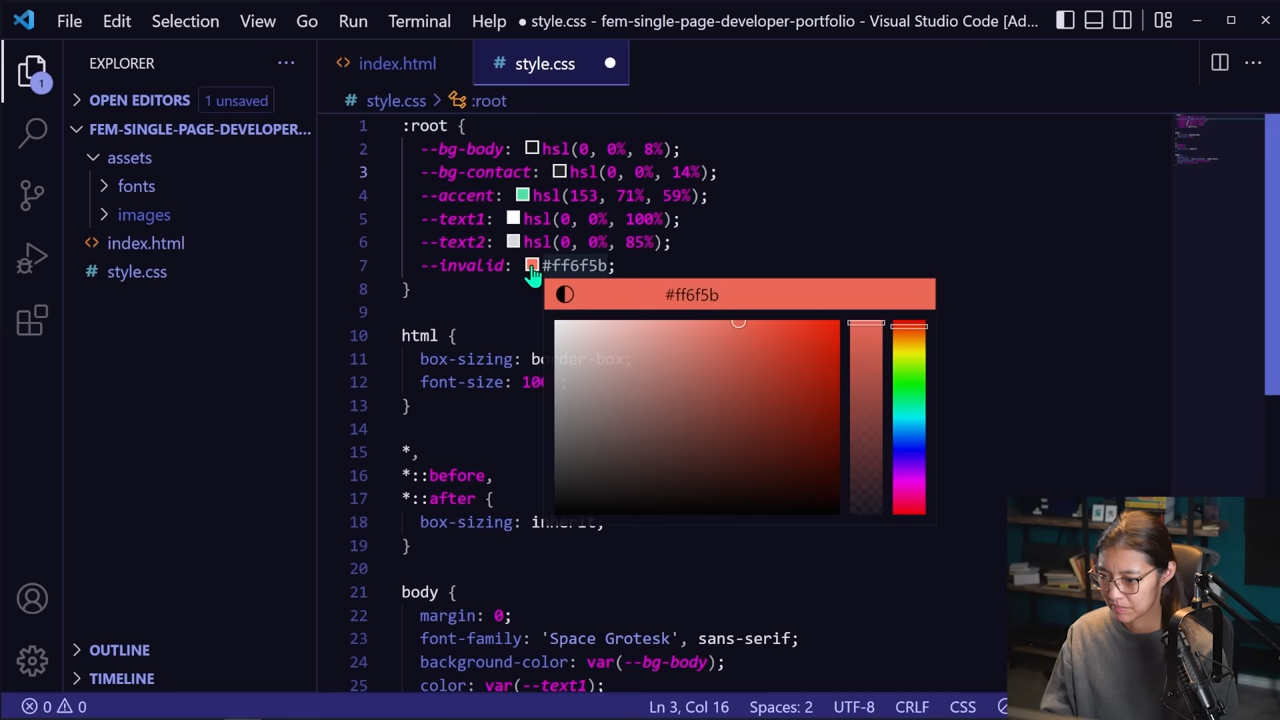 File Edit Selection View Go Run Terminal Help
● style.css - fem-single-page-developer-portfolio - Visual Studio Code [Ad...
EXPLORER
OPEN EDITORS 1 unsaved
FEM-SINGLE-PAGE-DEVELOPER...
assets
fonts
images
index.html
style.css
OUTLINE
TIMELINE
1
index.html
# style.css
# style.css > :root
1 :root {
2 --bg-body: hsl(0, 0%, 8%);
3 --bg-contact: hsl(0, 0%, 14%);
4 --accent: hsl(153, 71%, 59%);
5 --text1: hsl(0, 0%, 100%);
6 --text2: hsl(0, 0%, 85%);
7 --invalid: #ff6f5b;
8 }
#ff6f5b
9
10 html {
11 box-sizing: border-box;
12 font-size: 100%;
13 }
14
15 *,
16 *::before,
17 *::after {
18 box-sizing: inherit;
19 }
20
21 body {
22 margin: 0;
23 font-family: 'Space Grotesk', sans-serif;
24 background-color: var(--bg-body);
25 color: var(--text1);
0 0
Ln 3, Col 16 Spaces: 2 UTF-8 CRLF CSS